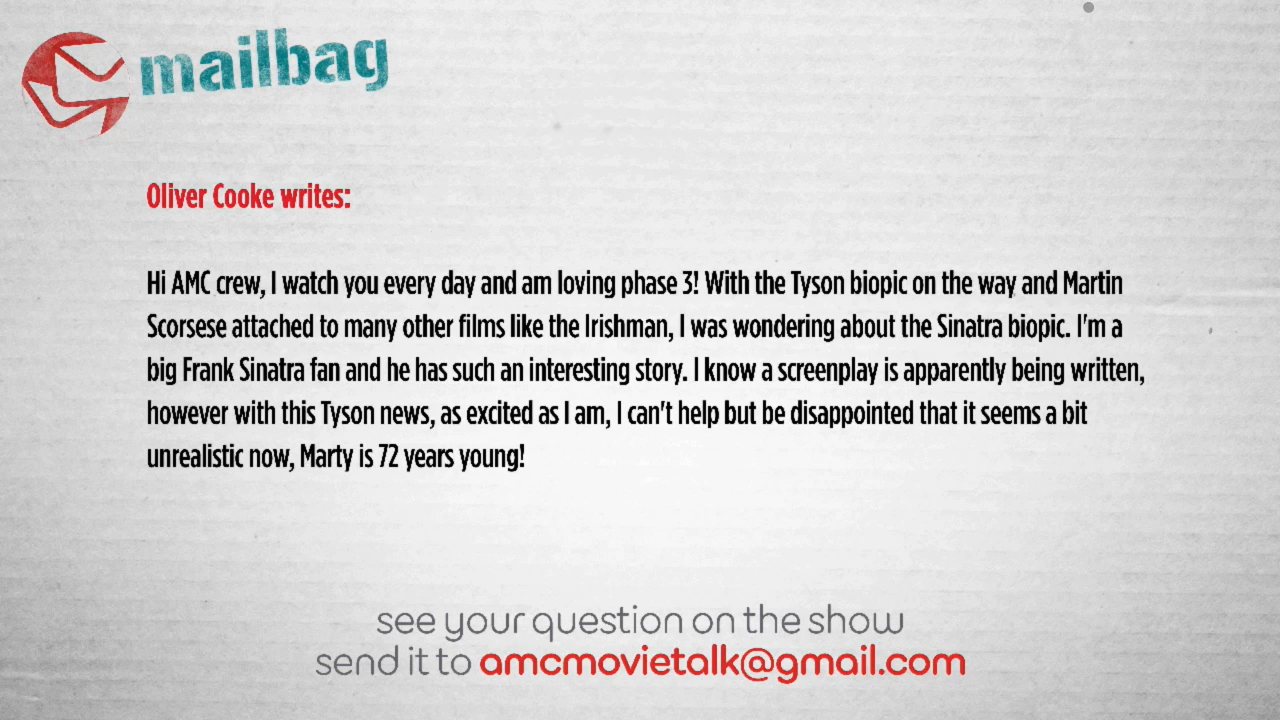 mailbag
Oliver Cooke writes:
Hi AMC crew, I watch you every day and am loving phase 3! With the Tyson biopic on the way and Martin
Scorsese attached to many other films like the Irishman, I was wondering about the Sinatra biopic. I'm a
big Frank Sinatra fan and he has such an interesting story. I know a screenplay is apparently being written,
however with this Tyson news, as excited as I am, I can't help but be disappointed that it seems a bit
unrealistic now, Marty is 72 years young!
see your question on the show
send it to amcmovietalk@gmail.com